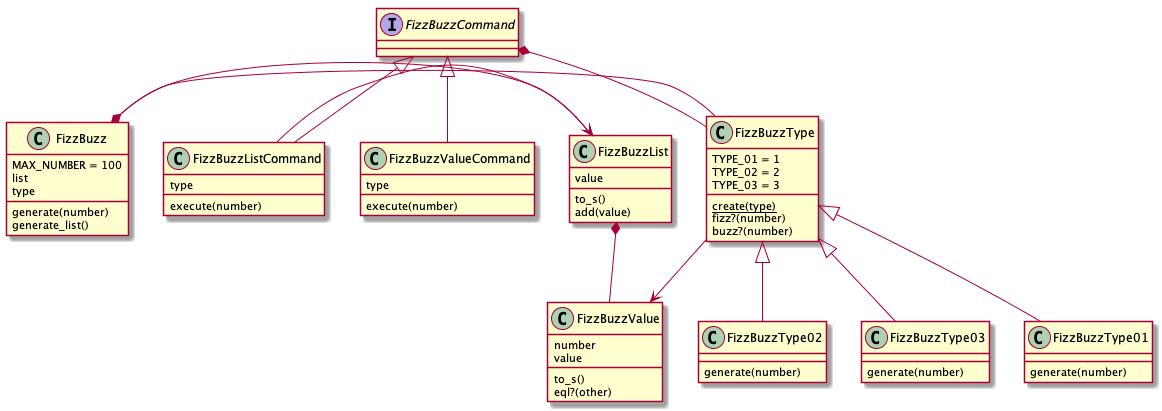 I FizzBuzzCommand
C FizzBuzz
MAX_NUMBER = 100
list
type
generate(number)
generate_list()
C FizzBuzzListCommand
type
execute(number)
C FizzBuzzValueCommand
type
execute(number)
C FizzBuzzList
value
to_s()
add(value)
C FizzBuzzType
TYPE_01 = 1
TYPE_02 = 2
TYPE_03 = 3
create(type)
fizz?(number)
buzz?(number)
C FizzBuzzValue
number
value
to_s()
eql?(other)
C FizzBuzzType02
generate(number)
C FizzBuzzType03
generate(number)
C FizzBuzzType01
generate(number)